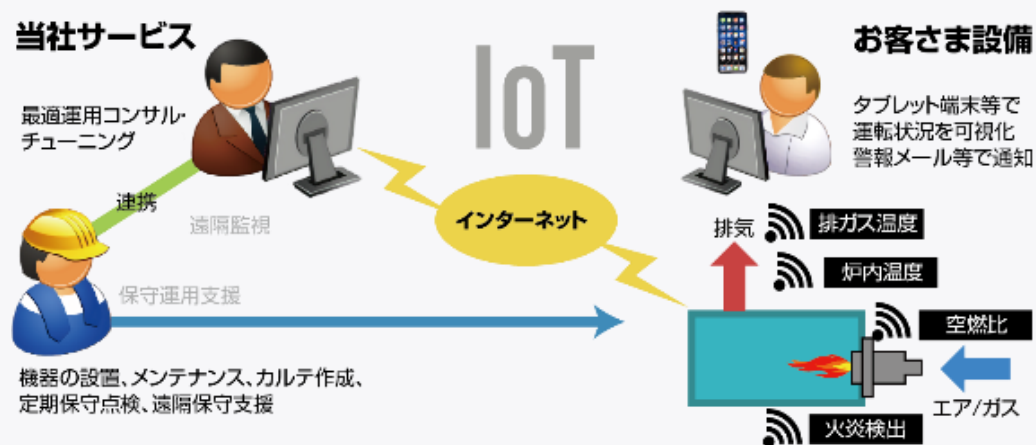 当社サービス
最適運用コンサル・
チューニング
連携
遠隔監視
保守運用支援
機器の設置、メンテナンス、カルテ作成、
定期保守点検、遠隔保守支援
IoT
インターネット
お客さま設備
タブレット端末等で
運転状況を可視化
警報メール等で通知
排気
排ガス温度
炉内温度
空燃比
エア/ガス
火炎検出